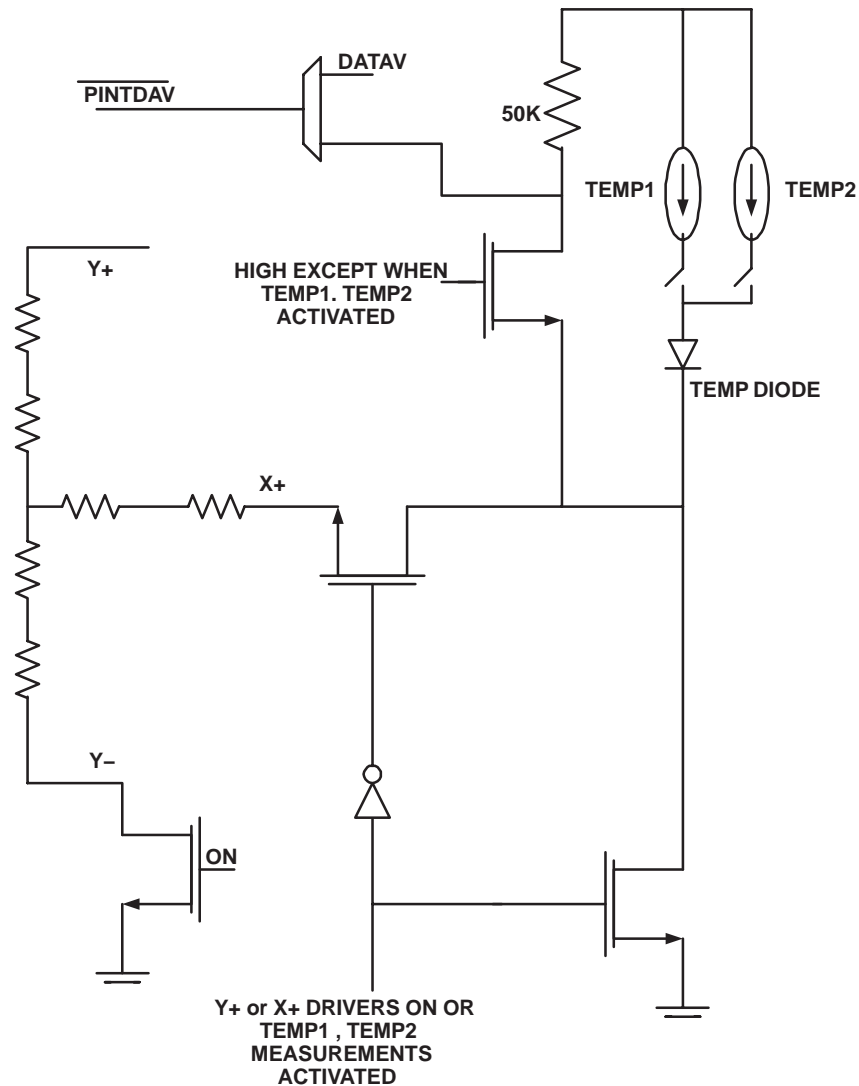 DATAV
PINTDAV
50K
TEMP1
TEMP2
Y+
HIGH EXCEPT WHEN
TEMP1. TEMP2
ACTIVATED
TEMP DIODE
X+
Y–
ON
Y+ or X+ DRIVERS ON OR
TEMP1 , TEMP2
MEASUREMENTS
ACTIVATED